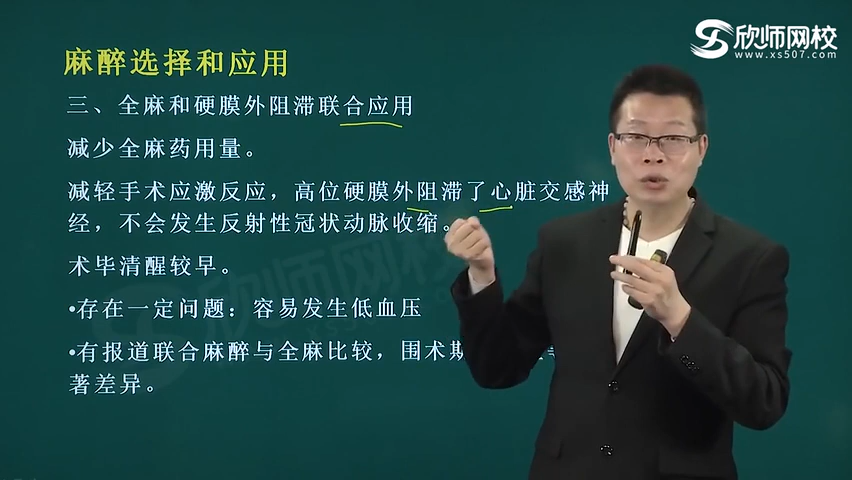 欣师网校
www.xs507.com
麻醉选择和应用
三、全麻和硬膜外阻滞联合应用
减少全麻药用量。
减轻手术应激反应，高位硬膜外阻滞了心脏交感神
经，不会发生反射性冠状动脉收缩。
术毕清醒较早。
•存在一定问题：容易发生低血压
•有报道联合麻醉与全麻比较，围术期
著差异。